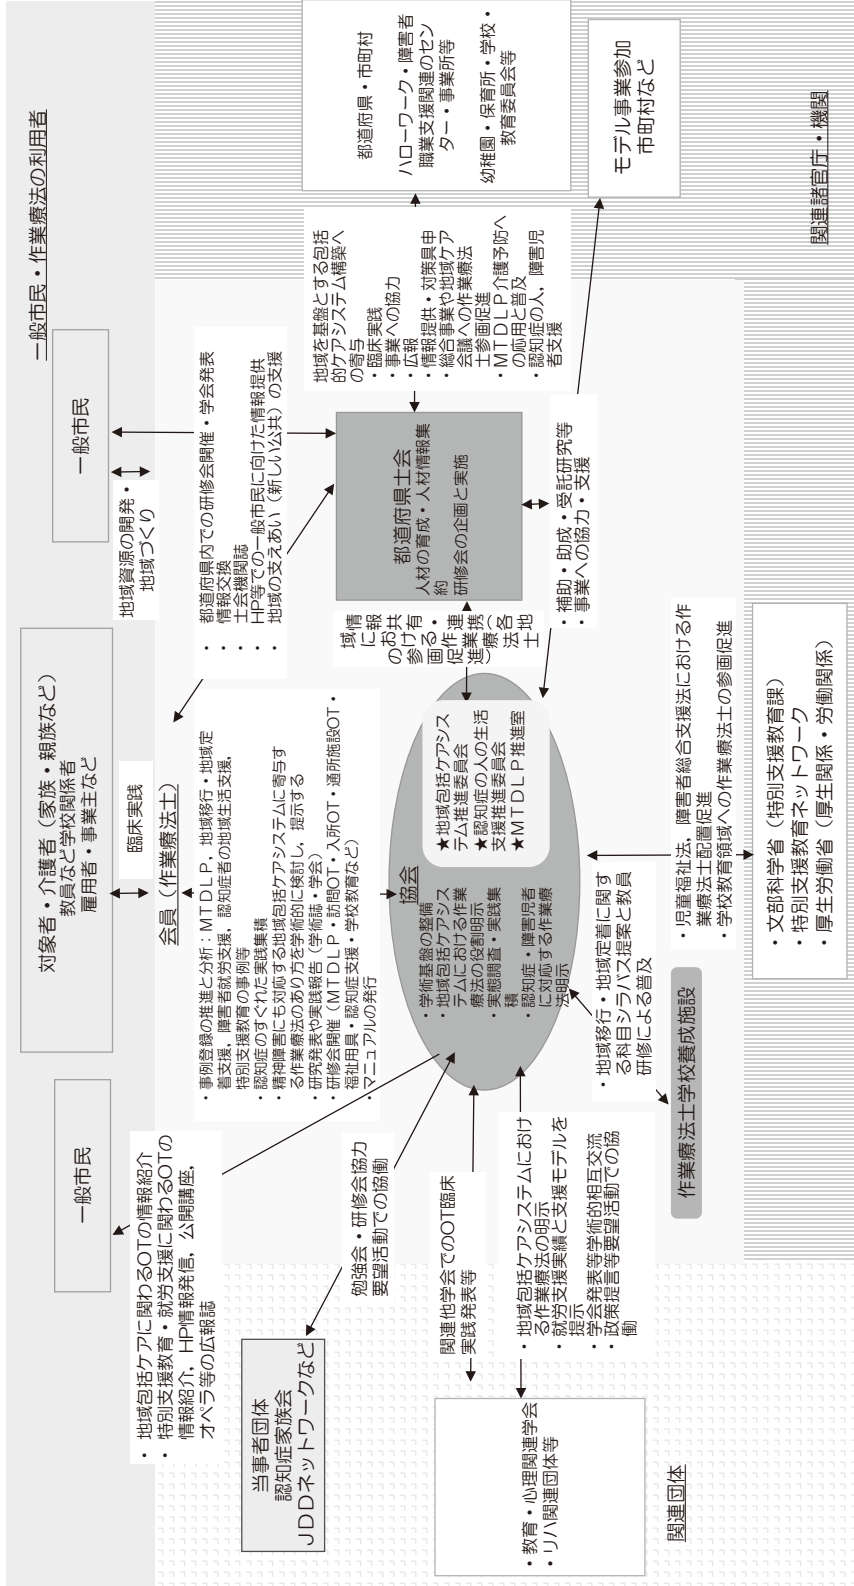 一般市民・作業療法の利用者
一般市民
対象者・介護者（家族・親族など）
教員など学校関係者
雇用者・事業主など
一般市民
地域資源の開発・
地域づくり
臨床実践
会員（作業療法士）
・地域包括ケアに関わるOTの情報紹介
・特別支援教育・就労支援に関わるOTの
情報紹介，HP情報発信，公開講座，
オペラ等の広報誌
・事例登録の推進と分析：MTDLP，地域移行・地域定
着支援，障害者就労支援，認知症者の地域生活支援，
特別支援教育の事例等
・認知症のすぐれた実践集積
・精神障害にも対応する地域包括ケアシステムに寄与す
る作業療法のあり方を学術的に検討し，提示する
・研究発表や実践報告（学術誌・学会）
・研修会開催（MTDLP・訪問OT・入所OT・通所施設OT・
福祉用具・認知症支援・学校教育など）
・マニュアルの発行
・都道府県内での研修会開催・学会発表
・情報交換
・士会機関誌
・HP等での一般市民に向けた情報提供
・地域の支えあい（新しい公共）の支援
当事者団体
認知症家族会
JDDネットワークなど
勉強会・研修会協力
要望活動での協働
協会
・学術基盤の整備
・地域包括ケアシス
テムにおける作業
療法の役割明示
・実態調査・実践集
積
・認知症・障害児者
に対応する作業療
法明示
★地域包括ケアシス
テム推進委員会
★認知症の人の生活
支援推進委員会
★MTDLP推進室
域情
に報
お共
け有
る・
作連
業携
療（
法各
士地
の参画促進）
都道府県士会
人材の育成・人材情報集
約
研修会の企画と実施
地域を基盤とする包括
的ケアシステム構築へ
の寄与
・臨床実践
・事業への協力
・広報
・情報提供・対策具申
・総合事業や地域ケア
会議への作業療法
士参画促進
・MTDLP介護予防へ
の応用と普及
・認知症の人，障害児
者支援
都道府県・市町村
ハローワーク・障害者
職業支援関連のセン
ター・事業所等
幼稚園・保育所・学校・
教育委員会等
関連他学会でのOT臨床
実践発表等
・地域包括ケアシステムにおけ
る作業療法の明示
・就労支援実績と支援モデルを
提示
・学会発表等学術的相互交流
・政策提言等要望活動での協
働
・教育・心理関連学会
・リハ関連団体等
関連団体
・地域移行・地域定着に関す
る科目シラバス提案と教員
研修による普及
作業療法士学校養成施設
・補助・助成・受託研究等
・事業への協力・支援
モデル事業参加
市町村など
・児童福祉法，障害者総合支援法における作
業療法士配置促進
・学校教育領域への作業療法士の参画促進
・文部科学省（特別支援教育課）
・特別支援教育ネットワーク
・厚生労働省（厚生関係・労働関係）
関連諸官庁・機関